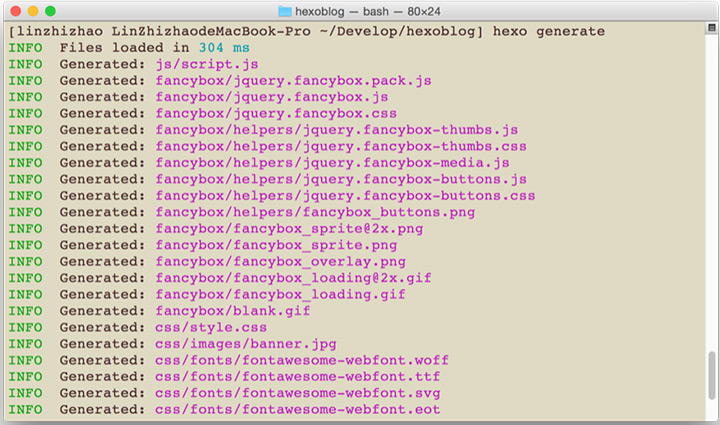 hexoblog — bash — 80×24
[linzhizhao LinZhizhaodeMacBook-Pro ~/Develop/hexoblog] hexo generate
INFO  Files loaded in 304 ms
INFO  Generated: js/script.js
INFO  Generated: fancybox/jquery.fancybox.pack.js
INFO  Generated: fancybox/jquery.fancybox.js
INFO  Generated: fancybox/jquery.fancybox.css
INFO  Generated: fancybox/helpers/jquery.fancybox-thumbs.js
INFO  Generated: fancybox/helpers/jquery.fancybox-thumbs.css
INFO  Generated: fancybox/helpers/jquery.fancybox-media.js
INFO  Generated: fancybox/helpers/jquery.fancybox-buttons.js
INFO  Generated: fancybox/helpers/jquery.fancybox-buttons.css
INFO  Generated: fancybox/helpers/fancybox_buttons.png
INFO  Generated: fancybox/fancybox_sprite@2x.png
INFO  Generated: fancybox/fancybox_sprite.png
INFO  Generated: fancybox/fancybox_overlay.png
INFO  Generated: fancybox/fancybox_loading@2x.gif
INFO  Generated: fancybox/fancybox_loading.gif
INFO  Generated: fancybox/blank.gif
INFO  Generated: css/style.css
INFO  Generated: css/images/banner.jpg
INFO  Generated: css/fonts/fontawesome-webfont.woff
INFO  Generated: css/fonts/fontawesome-webfont.ttf
INFO  Generated: css/fonts/fontawesome-webfont.svg
INFO  Generated: css/fonts/fontawesome-webfont.eot